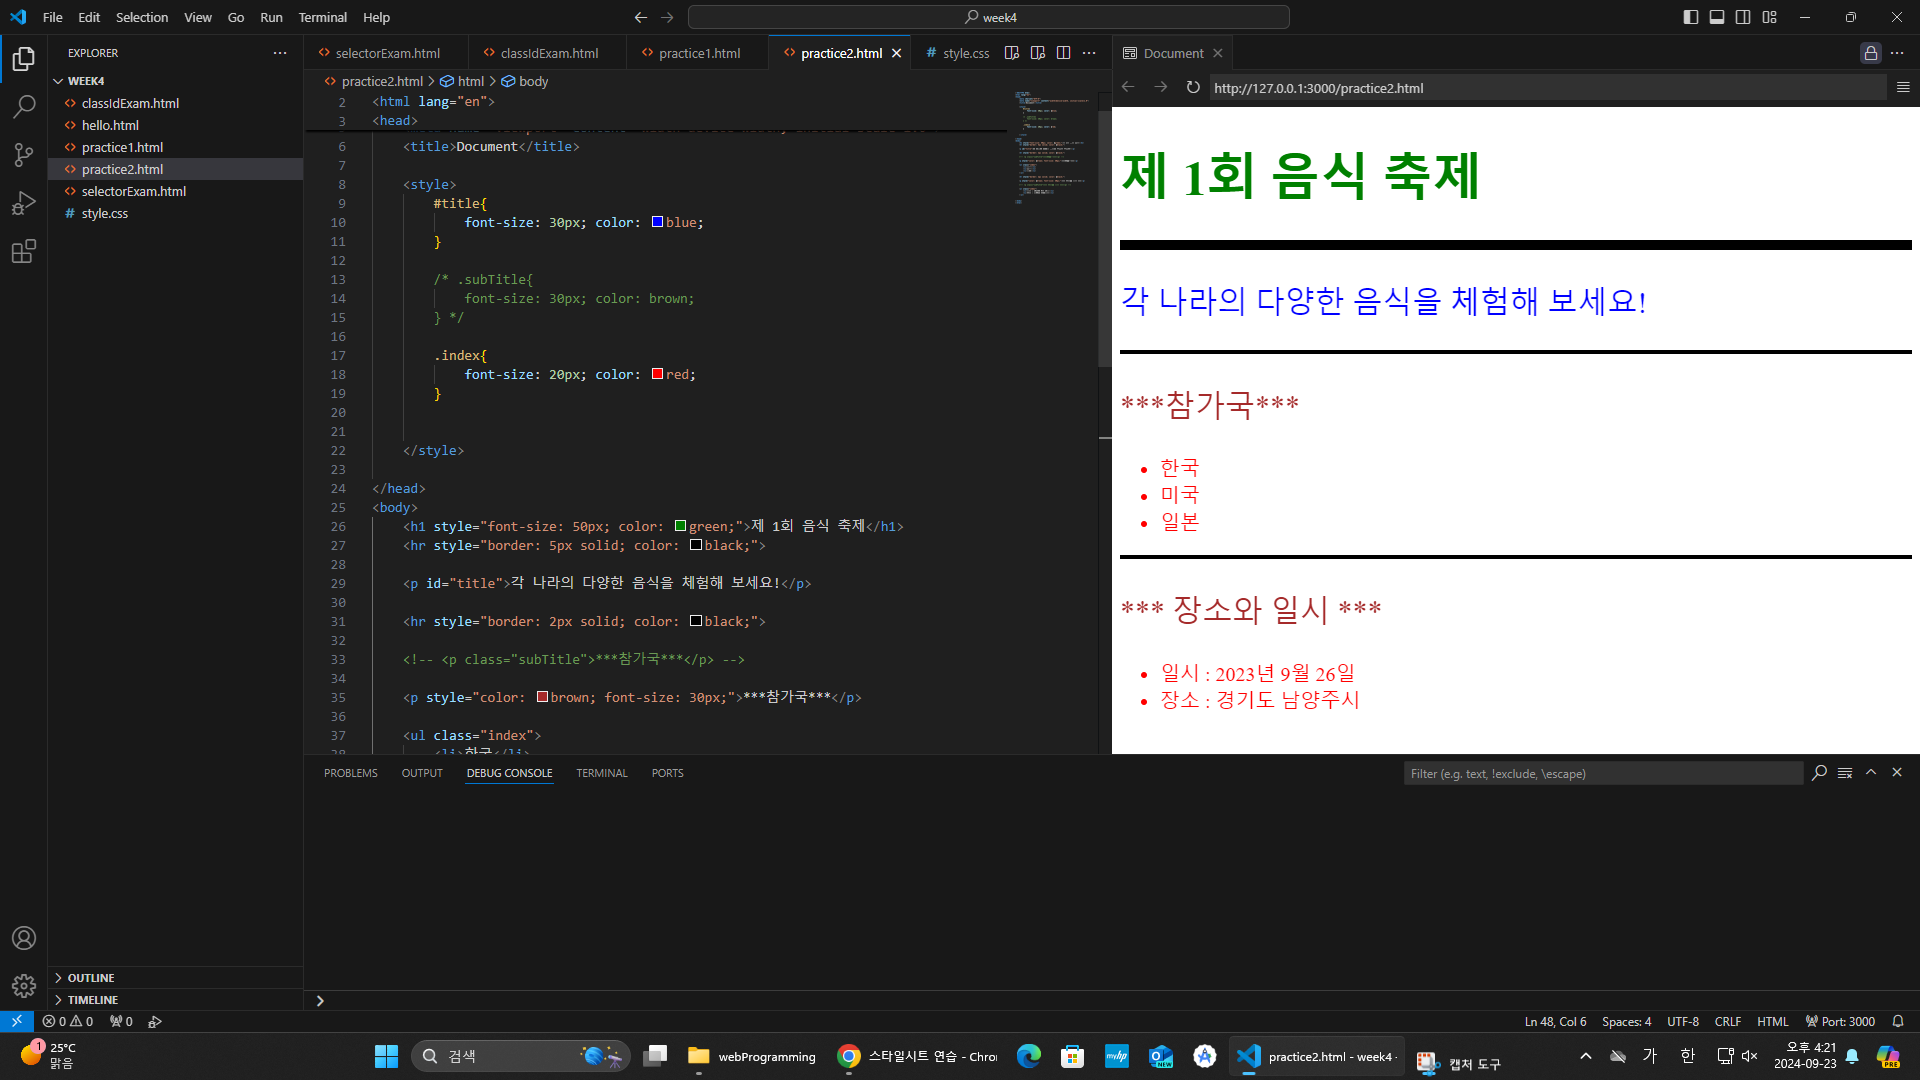 File Edit Selection View Go Run Terminal Help
week4
EXPLORER
WEEK4
classIdExam.html
hello.html
practice1.html
practice2.html
selectorExam.html
# style.css
OUTLINE
TIMELINE
selectorExam.html classIdExam.html practice1.html practice2.html # style.css
practice2.html > html > body
2 <html lang="en">
3 <head>
6 <title>Document</title>
7
8 <style>
9 #title{
10 font-size: 30px; color: blue;
11 }
12
13 /* .subTitle{
14 font-size: 30px; color: brown;
15 } */
16
17 .index{
18 font-size: 20px; color: red;
19 }
20
21
22 </style>
23
24 </head>
25 <body>
26 <h1 style="font-size: 50px; color: green;">제 1회 음식 축제</h1>
27 <hr style="border: 5px solid; color: black;">
28
29 <p id="title">각 나라의 다양한 음식을 체험해 보세요!</p>
30
31 <hr style="border: 2px solid; color: black;">
32
33 <!-- <p class="subTitle">***참가국***</p> -->
34
35 <p style="color: brown; font-size: 30px;">***참가국***</p>
36
37 <ul class="index">
38 <li>한국</li>
Document
http://127.0.0.1:3000/practice2.html
제 1회 음식 축제
각 나라의 다양한 음식을 체험해 보세요!
***참가국***
• 한국
• 미국
• 일본
*** 장소와 일시 ***
• 일시 : 2023년 9월 26일
• 장소 : 경기도 남양주시
PROBLEMS OUTPUT DEBUG CONSOLE TERMINAL PORTS
Filter (e.g. text, !exclude, \escape)
0 0 0
Ln 48, Col 6 Spaces: 4 UTF-8 CRLF HTML Port: 3000
1
25°C
맑음
검색
webProgramming
스타일시트 연습 - Chro
myhp
NEW
practice2.html - week4 -
캡처 도구
가
한
오후 4:21
2024-09-23
PRE